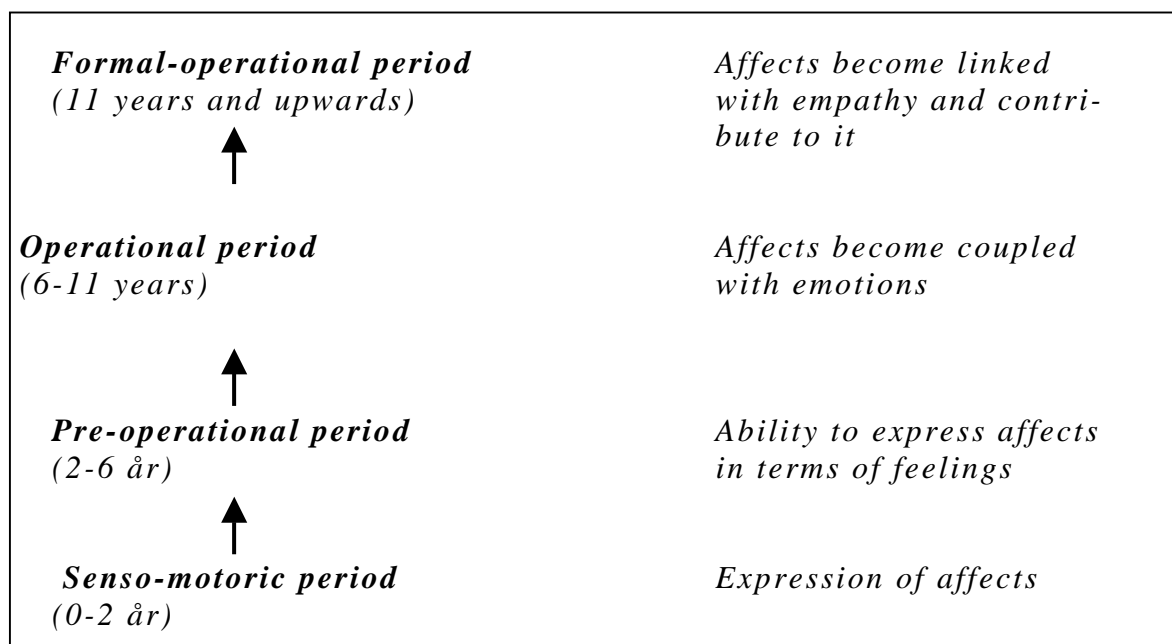 Formal-operational period
(11 years and upwards)
Affects become linked
with empathy and contri-
bute to it
Operational period
(6-11 years)
Affects become coupled
with emotions
Pre-operational period
(2-6 år)
Ability to express affects
in terms of feelings
Senso-motoric period
(0-2 år)
Expression of affects